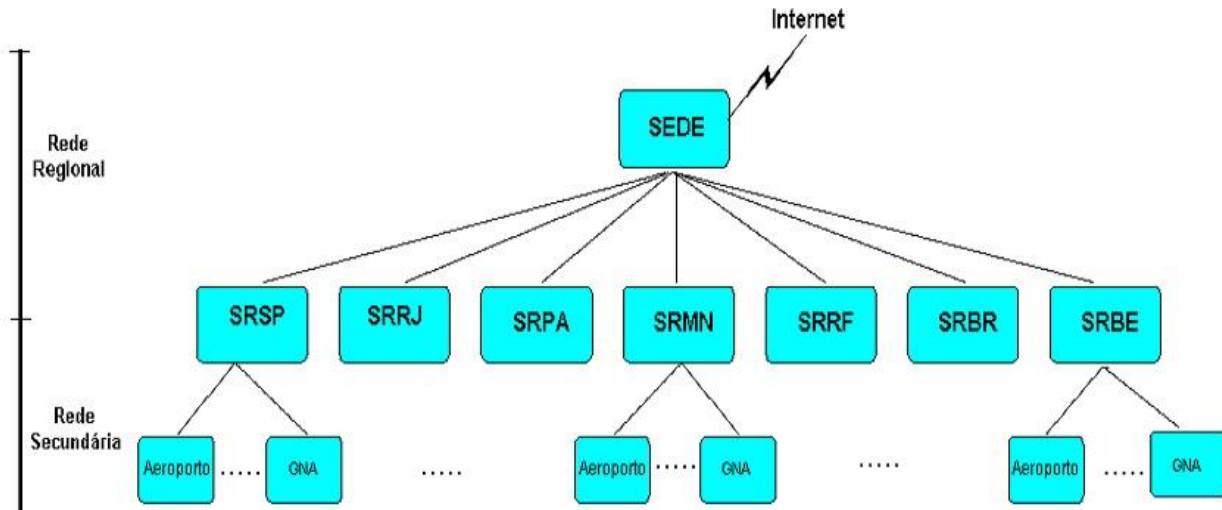 Internet
SEDE
Rede
Regional
SRSP
SRRJ
SRPA
SRMN
SRRF
SRBR
SRBE
Rede
Secundária
Aeroporto
.....
GNA
.....
Aeroporto
.....
GNA
.....
Aeroporto
.....
GNA